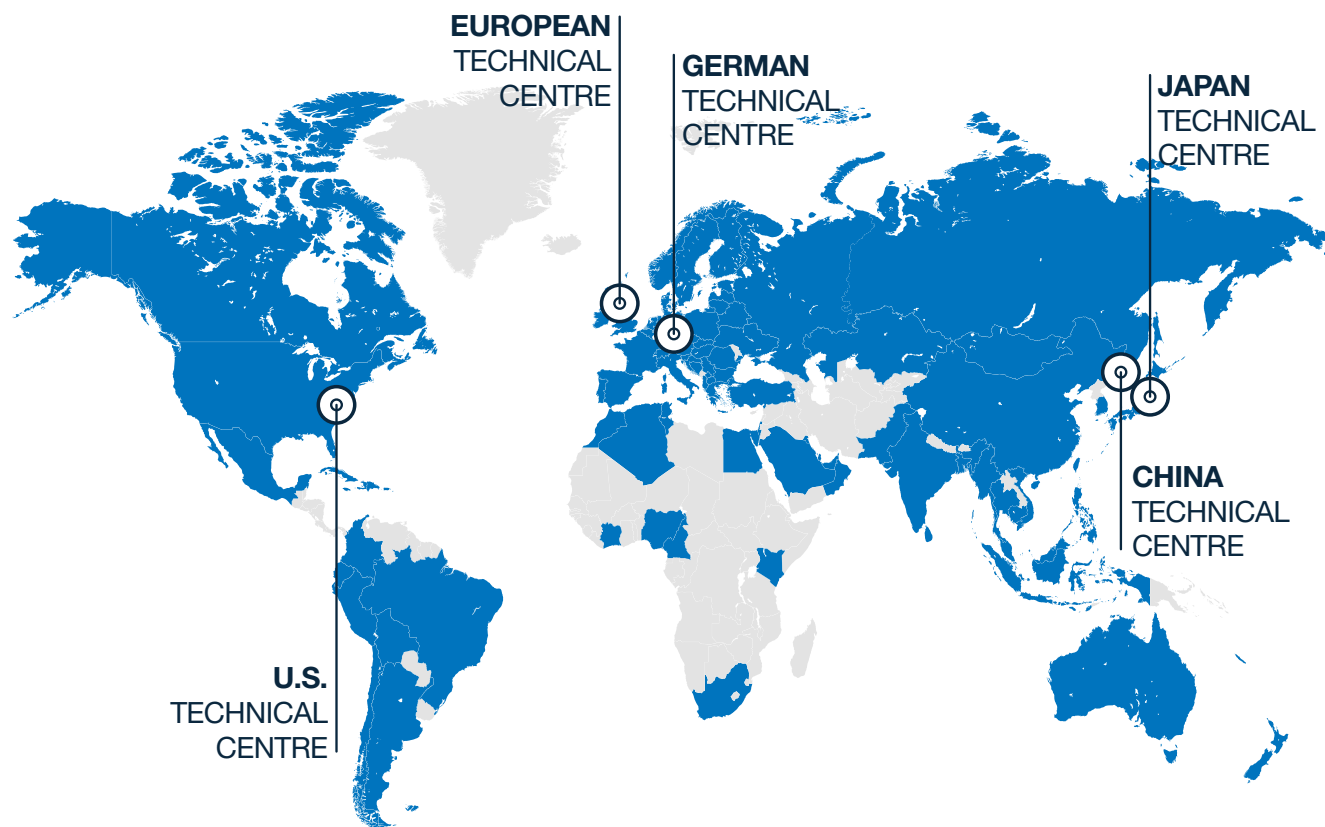 EUROPEAN
TECHNICAL
CENTRE
GERMAN
TECHNICAL
CENTRE
JAPAN
TECHNICAL
CENTRE
CHINA
TECHNICAL
CENTRE
U.S.
TECHNICAL
CENTRE